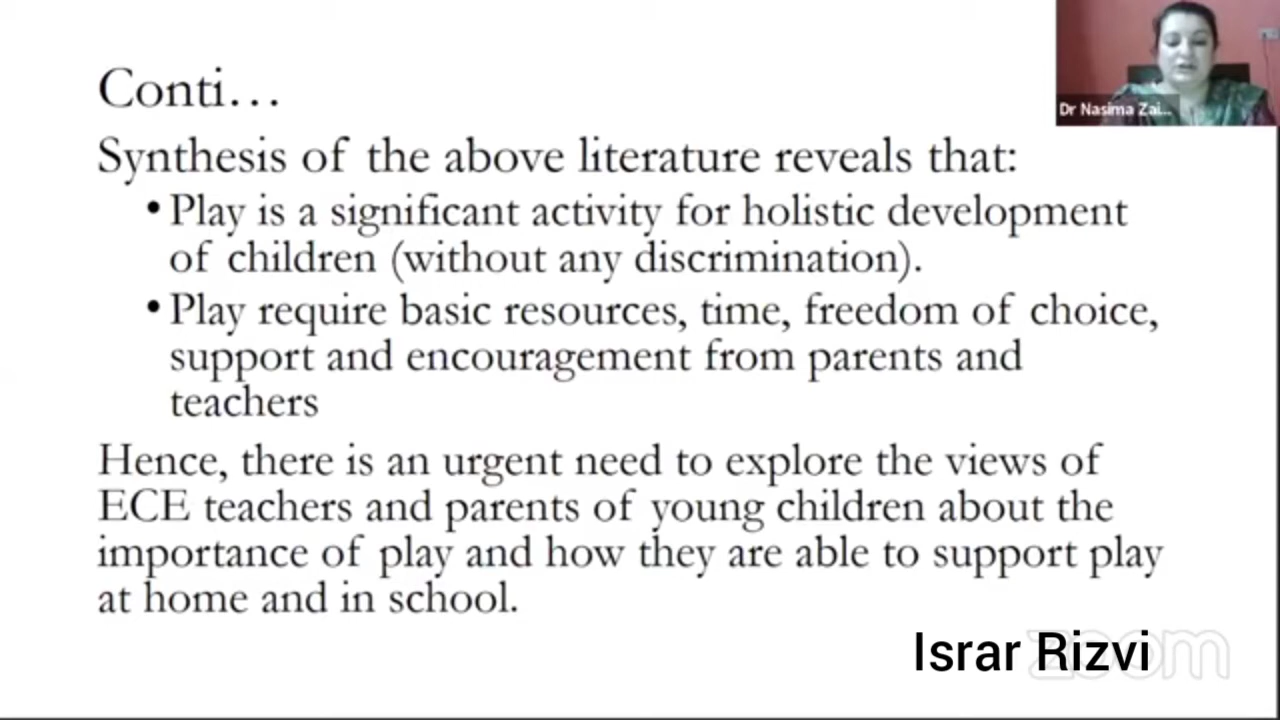 Conti…
Dr Nasima Zai...
Synthesis of the above literature reveals that:
•Play is a significant activity for holistic development
of children (without any discrimination).
•Play require basic resources, time, freedom of choice,
support and encouragement from parents and
teachers
Hence, there is an urgent need to explore the views of
ECE teachers and parents of young children about the
importance of play and how they are able to support play
at home and in school.
Israr Rizvi
zoom